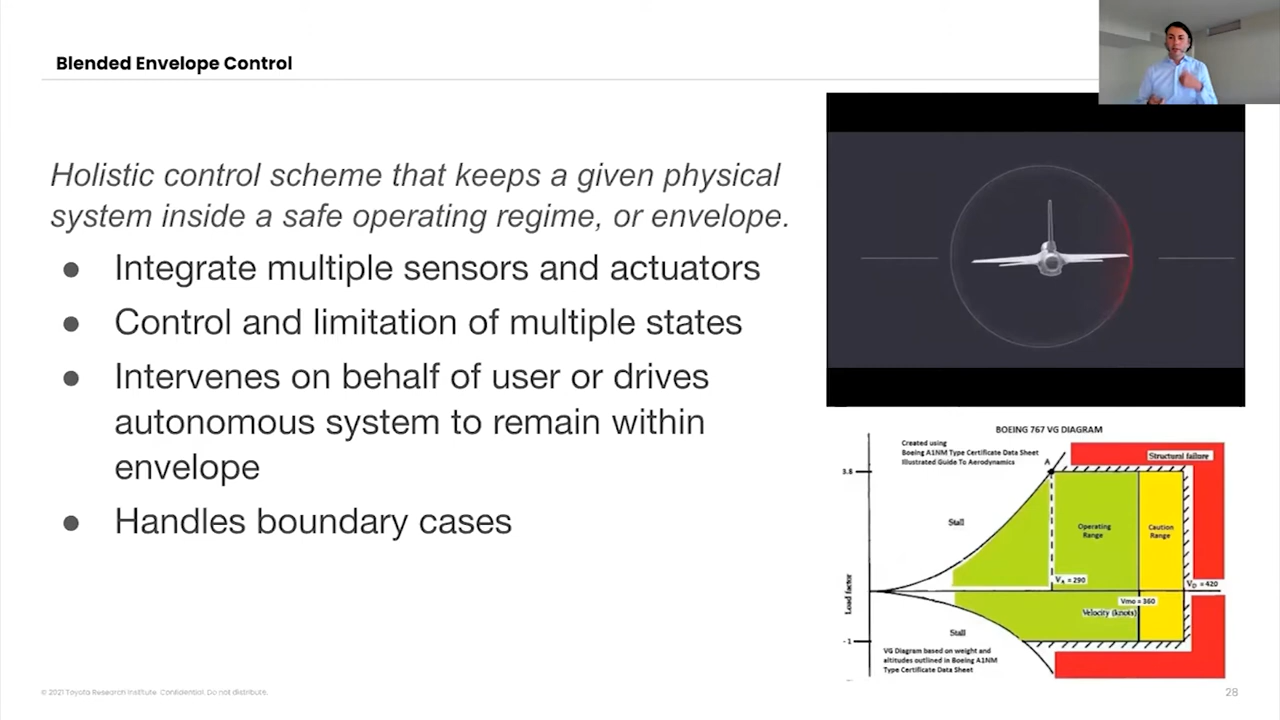 Blended Envelope Control
Holistic control scheme that keeps a given physical
system inside a safe operating regime, or envelope.
● Integrate multiple sensors and actuators
● Control and limitation of multiple states
● Intervenes on behalf of user or drives
autonomous system to remain within
envelope
● Handles boundary cases
BOEING 767 VG DIAGRAM
Created using
Boeing A1NM Type Certificate Data Sheet
Illustrated Guide To Aerodynamics
A
Structural failure
3.8
Stall
Operating
Range
Caution
Range
VA = 290
VD = 420
Vmo = 360
Load factor
Velocity (knots)
Stall
-1
VG Diagram based on weight and
altitudes outlined in Boeing A1NM
Type Certificate Data Sheet
© 2021 Toyota Research Institute. Confidential. Do not distribute.
28